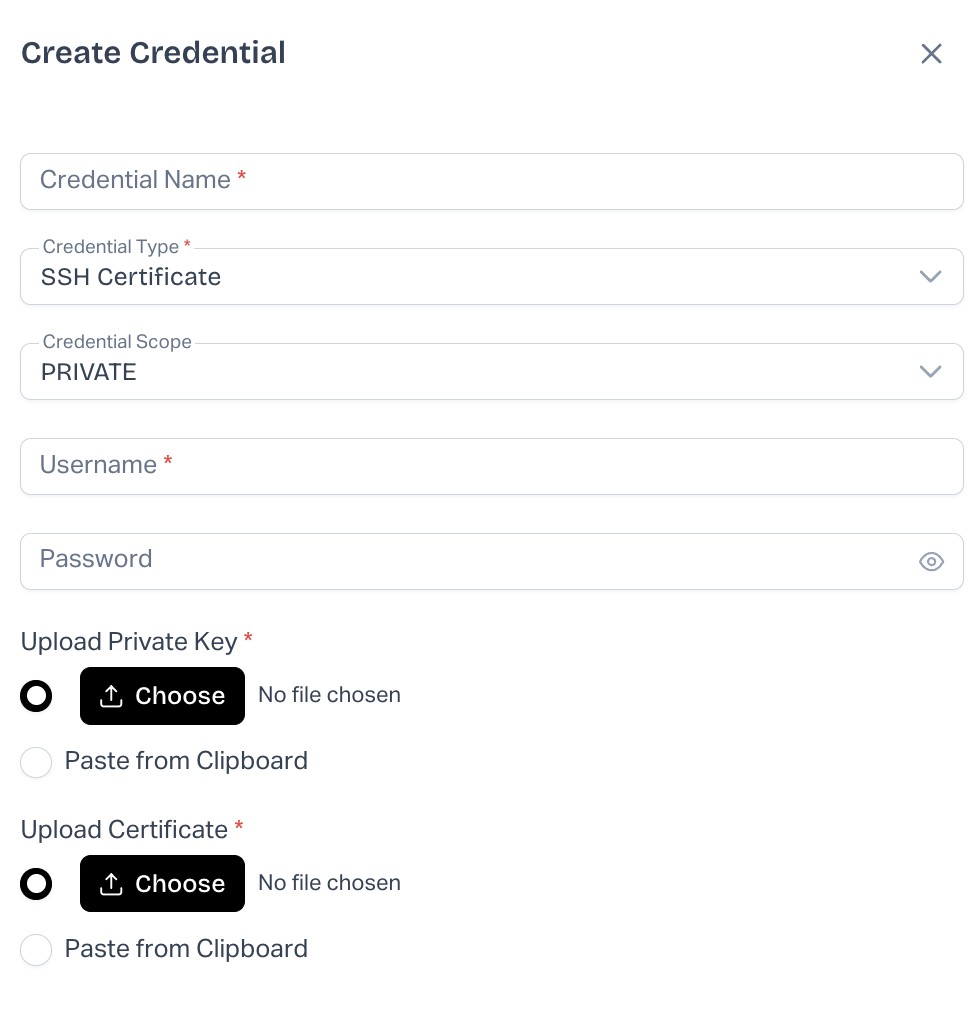 Create Credential
Credential Name *
Credential Type *
SSH Certificate
Credential Scope
PRIVATE
Username *
Password
Upload Private Key *
Choose No file chosen
Paste from Clipboard
Upload Certificate *
Choose No file chosen
Paste from Clipboard